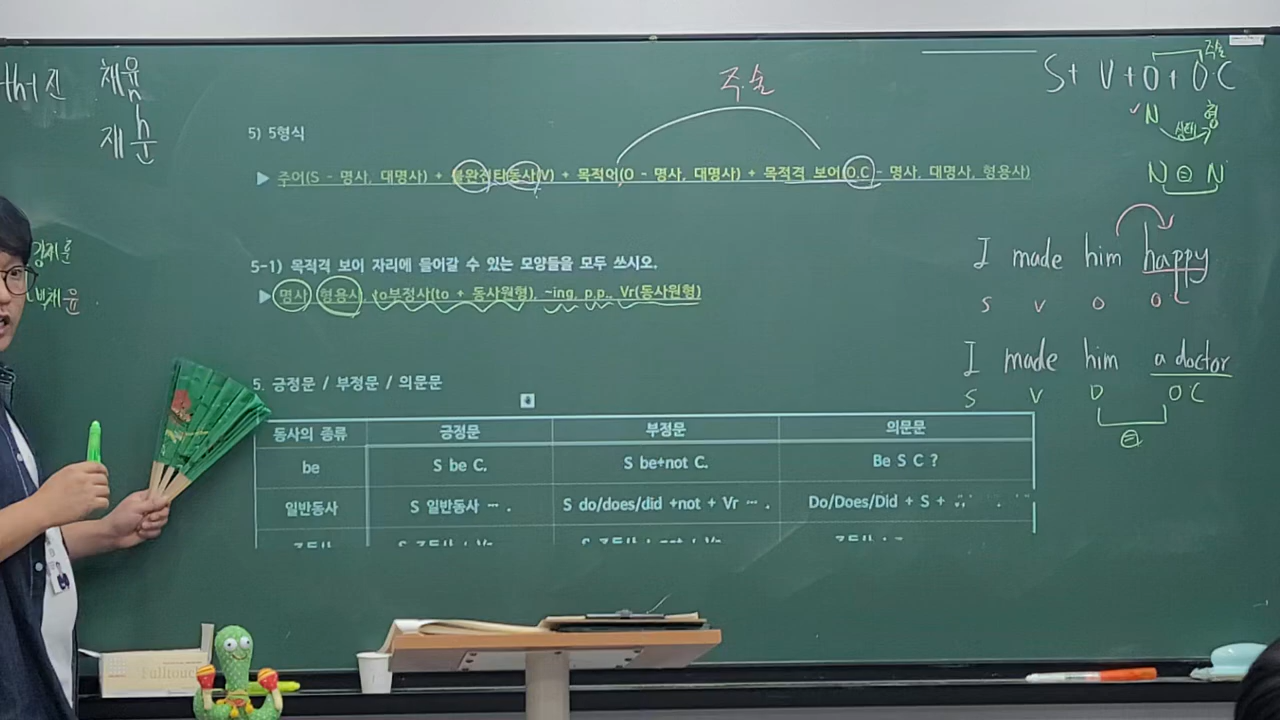 채윤
재훈
5) 5형식
주.술
▶ 주어(S - 명사, 대명사) + 불완전타동사(V) + 목적어(O - 명사, 대명사) + 목적격 보어(O.C - 명사, 대명사, 형용사)
5-1) 목적격 보어 자리에 들어갈 수 있는 모양들을 모두 쓰시오.
▶ 명사, 형용사, to부정사(to + 동사원형), ~ing, p.p., Vr(동사원형)
5. 긍정문 / 부정문 / 의문문
동사의 종류 긍정문 부정문 의문문
be S be C. S be+not C. Be S C ?
일반동사 S 일반동사 … . S do/does/did +not + Vr … . Do/Does/Did + S +
주술
S + V + O + O.C
N 형
상태
N = N
I made him happy
S V O O.C
I made him a doctor
S V O O.C
=